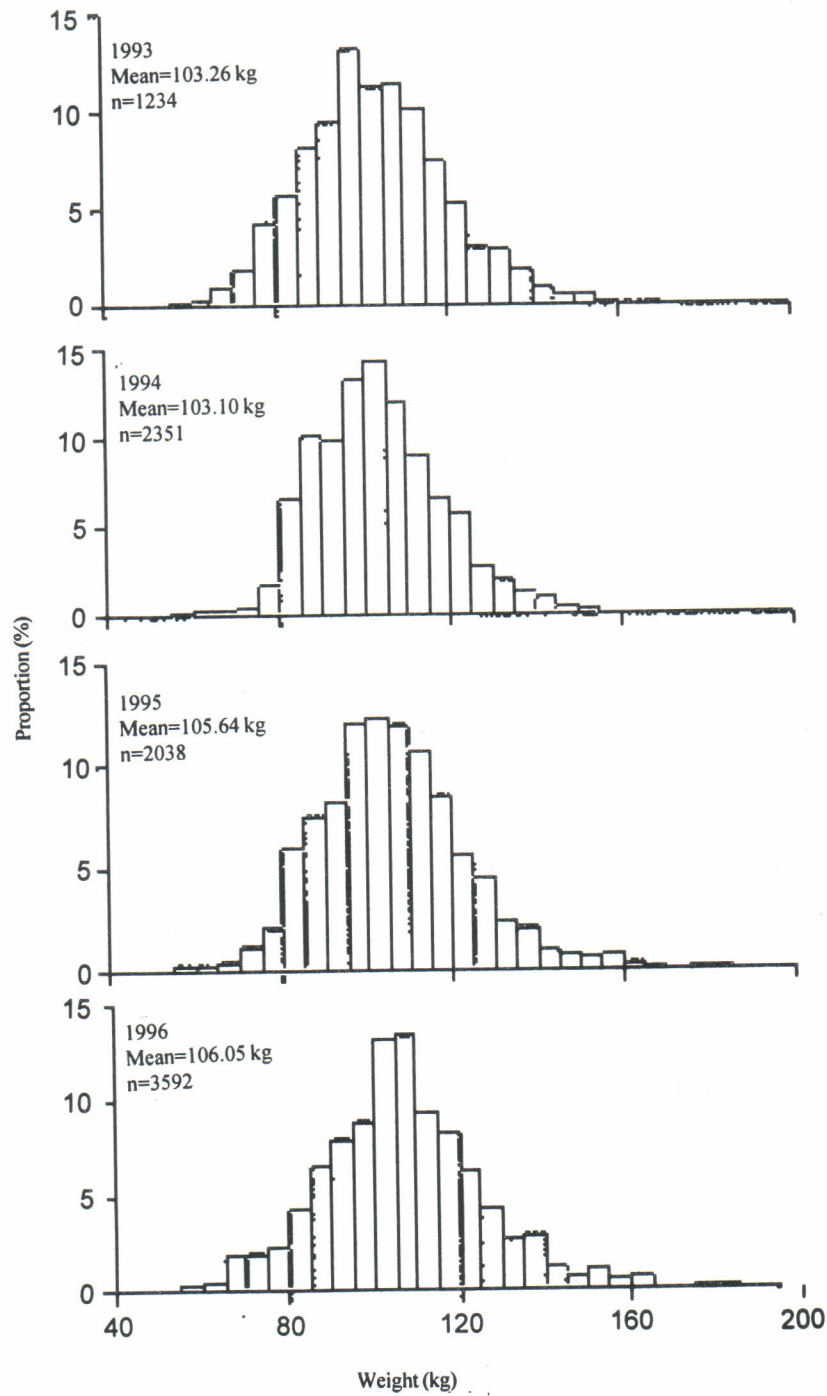 15
1993
Mean=103.26 kg
n=1234
10
5
0
15
1994
Mean=103.10 kg
n=2351
10
5
0
Proportion (%)
15
1995
Mean=105.64 kg
n=2038
10
5
0
15
1996
Mean=106.05 kg
n=3592
10
5
0
40 80 120 160 200
Weight (kg)